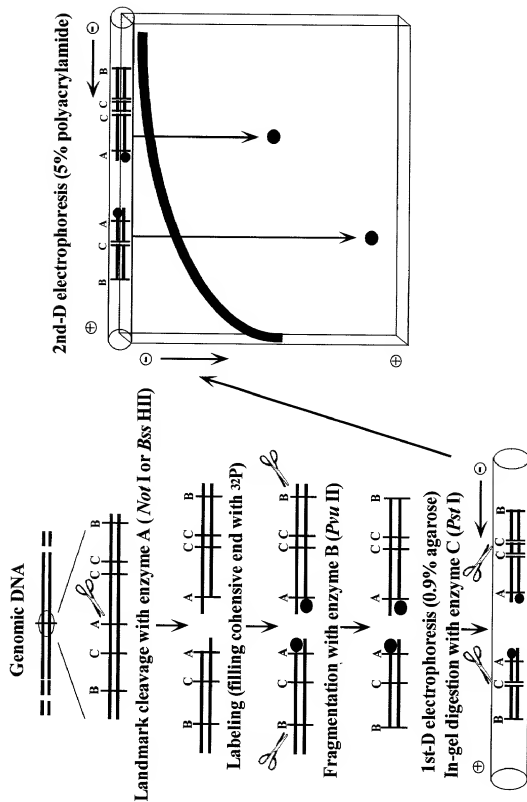 Genomic DNA
B C A C C B
Landmark cleavage with enzyme A ( Not I or Bss HII)
B C A A C C B
Labeling (filling cohensive end with 32P)
B C A A C C B
Fragmentation with enzyme B (Pvu II)
B C A A C C B
1st-D electrophoresis (0.9% agarose)
In-gel digestion with enzyme C (Pst I)
⊕ B C A A C C B ⊖
2nd-D electrophoresis (5% polyacrylamide)
⊕ B C A A C C B ⊖
⊖
⊕